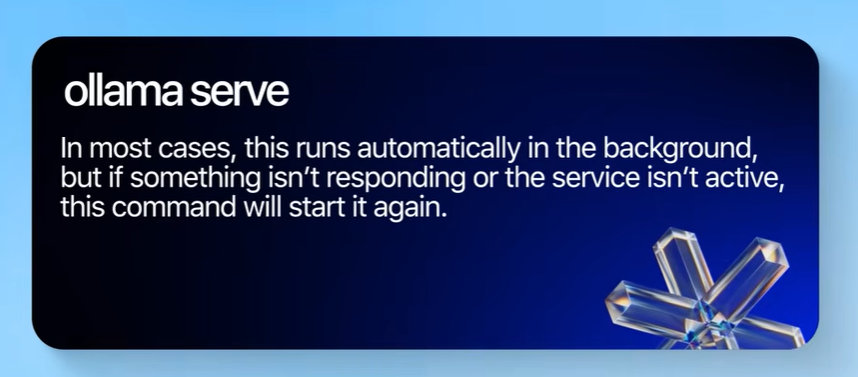 ollama serve
In most cases, this runs automatically in the background,
but if something isn’t responding or the service isn’t active,
this command will start it again.